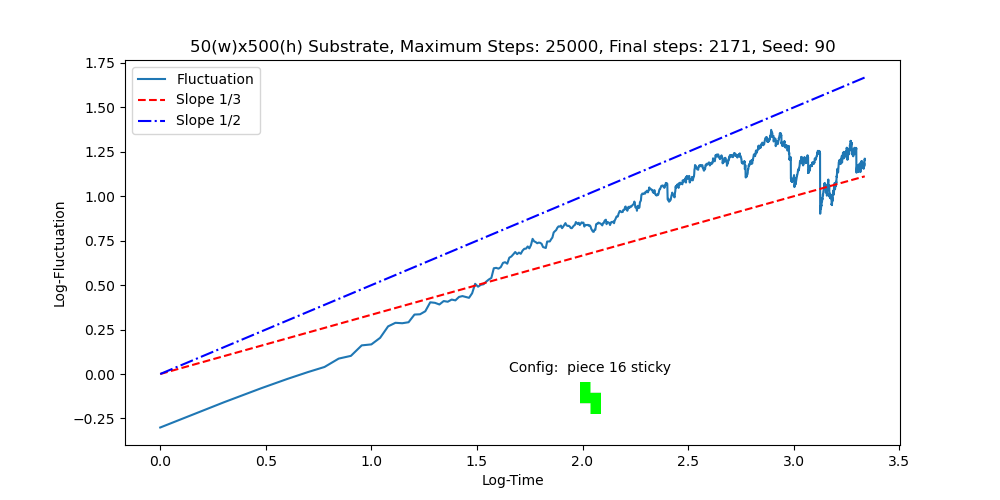 50(w)x500(h) Substrate, Maximum Steps: 25000, Final steps: 2171, Seed: 90
Fluctuation
Slope 1/3
Slope 1/2
1.75
1.50
1.25
1.00
0.75
0.50
0.25
0.00
−0.25
Log-Fluctuation
Config:  piece 16 sticky
0.0 0.5 1.0 1.5 2.0 2.5 3.0 3.5
Log-Time